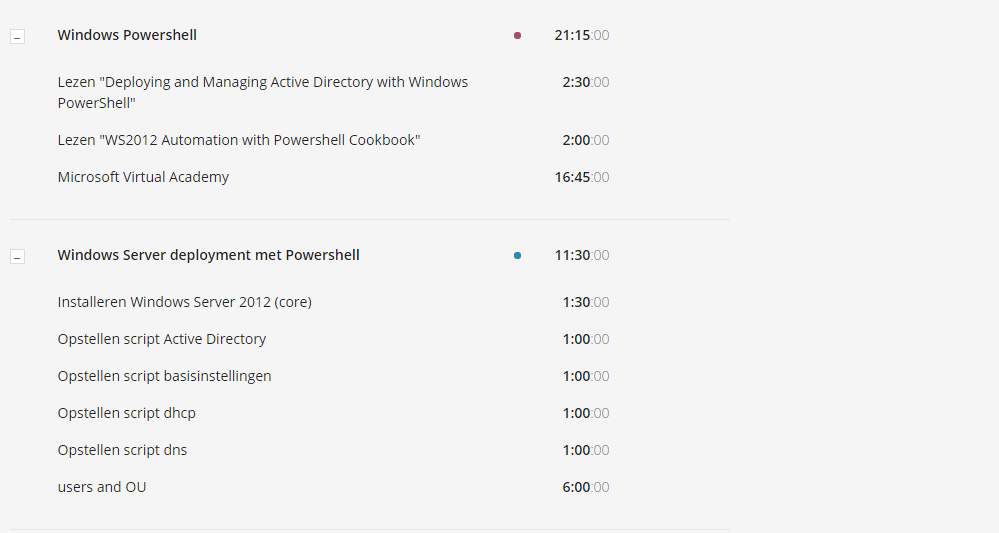 Windows Powershell 21:15:00
Lezen "Deploying and Managing Active Directory with Windows 2:30:00
PowerShell"
Lezen "WS2012 Automation with Powershell Cookbook" 2:00:00
Microsoft Virtual Academy 16:45:00
Windows Server deployment met Powershell 11:30:00
Installeren Windows Server 2012 (core) 1:30:00
Opstellen script Active Directory 1:00:00
Opstellen script basisinstellingen 1:00:00
Opstellen script dhcp 1:00:00
Opstellen script dns 1:00:00
users and OU 6:00:00